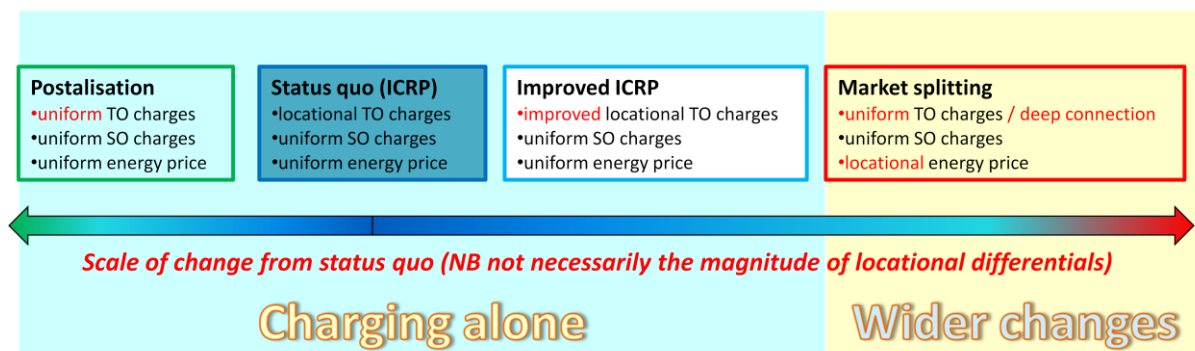 Postalisation
•uniform TO charges
•uniform SO charges
•uniform energy price
Status quo (ICRP)
•locational TO charges
•uniform SO charges
•uniform energy price
Improved ICRP
•improved locational TO charges
•uniform SO charges
•uniform energy price
Market splitting
•uniform TO charges / deep connection
•uniform SO charges
•locational energy price
Scale of change from status quo (NB not necessarily the magnitude of locational differentials)
Charging alone
Wider changes